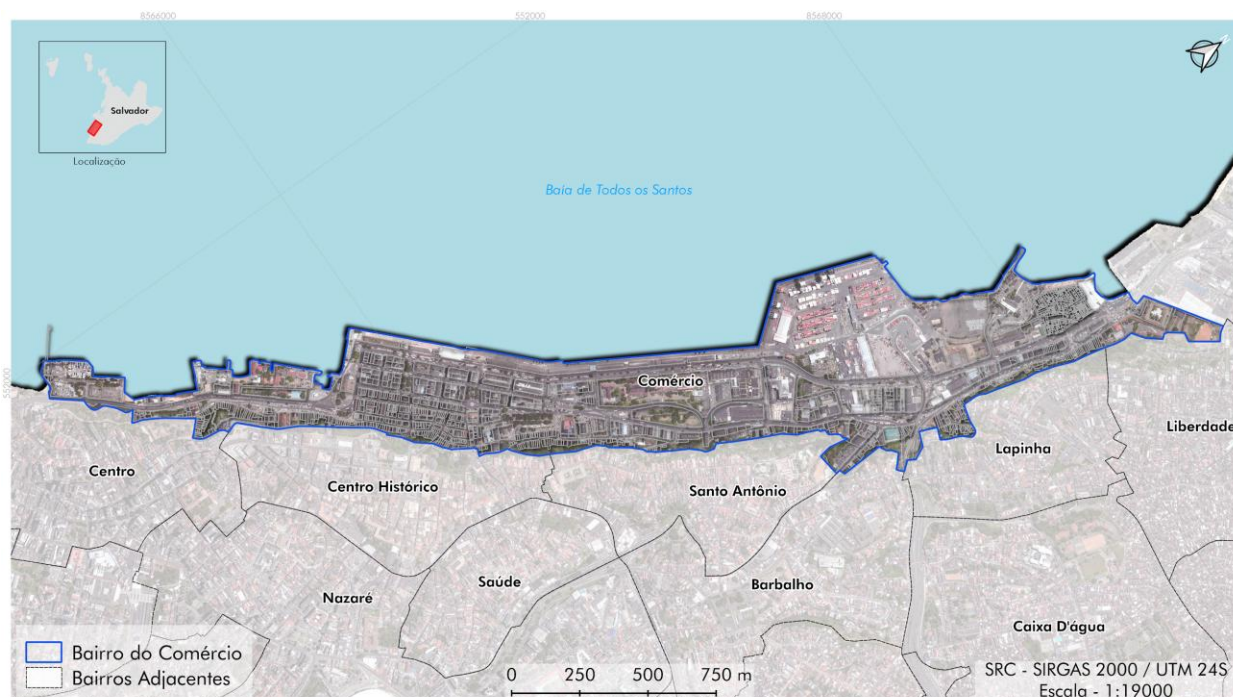 8566000
552000
8568000
N
Salvador
Localização
Baía de Todos os Santos
552000
Comércio
Centro
Centro Histórico
Santo Antônio
Lapinha
Liberdade
Nazaré
Saúde
Barbalho
Caixa D'água
Bairro do Comércio
Bairros Adjacentes
0 250 500 750 m
SRC - SIRGAS 2000 / UTM 24S
Escala - 1:19000